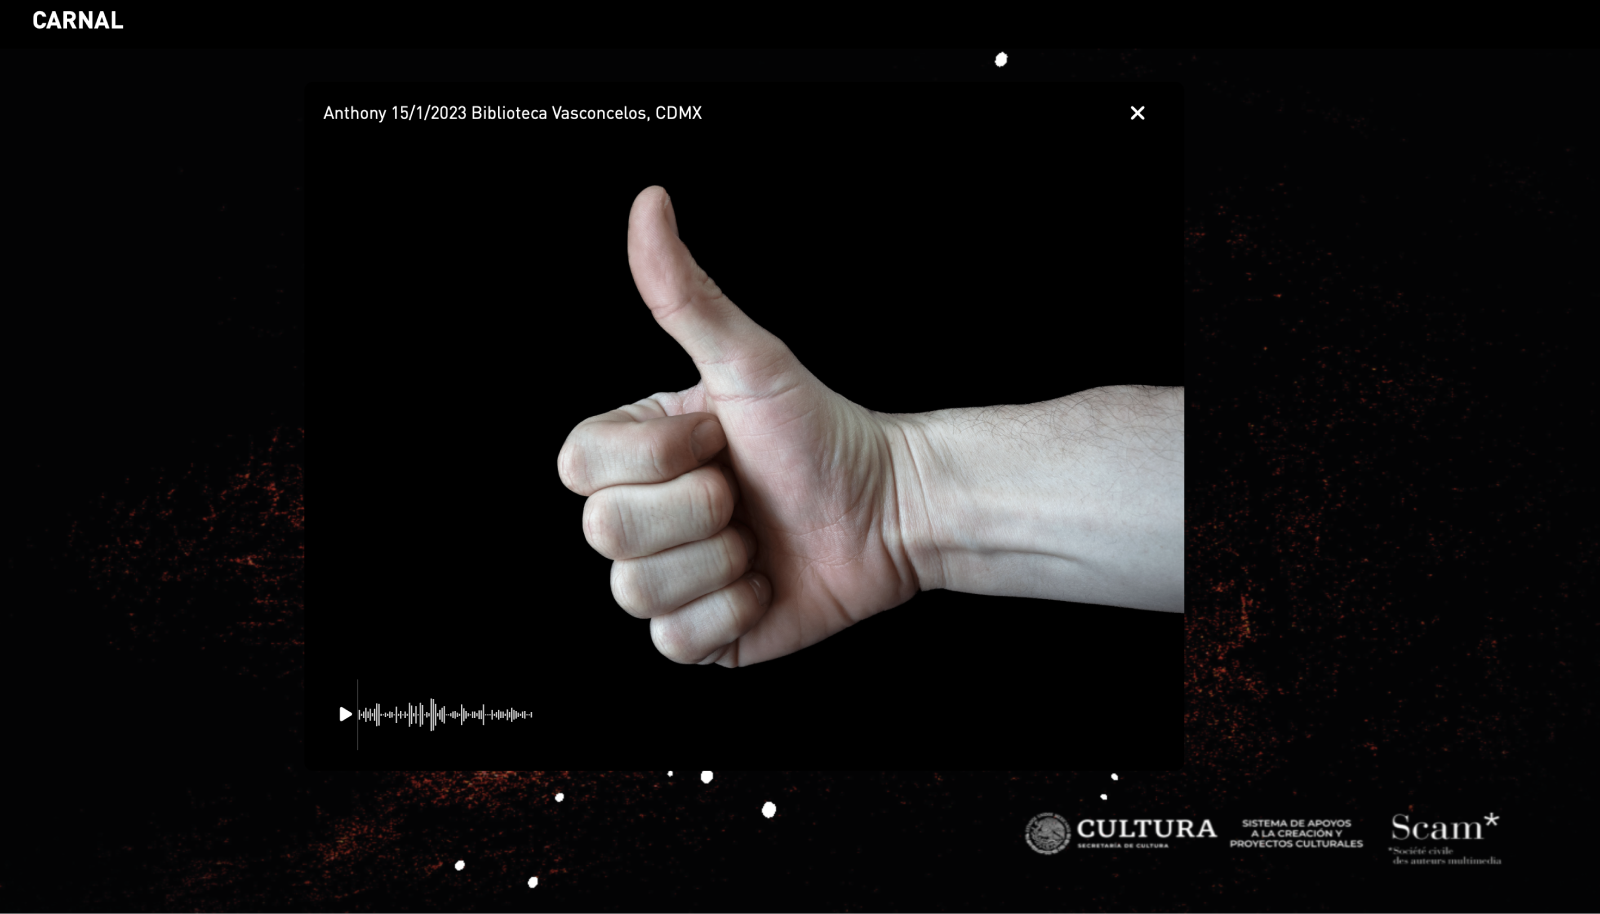 CARNAL
Anthony 15/1/2023 Biblioteca Vasconcelos, CDMX
CULTURA
SECRETARÍA DE CULTURA
SISTEMA DE APOYOS
A LA CREACIÓN Y
PROYECTOS CULTURALES
Scam*
*Société civile
des auteurs multimedia